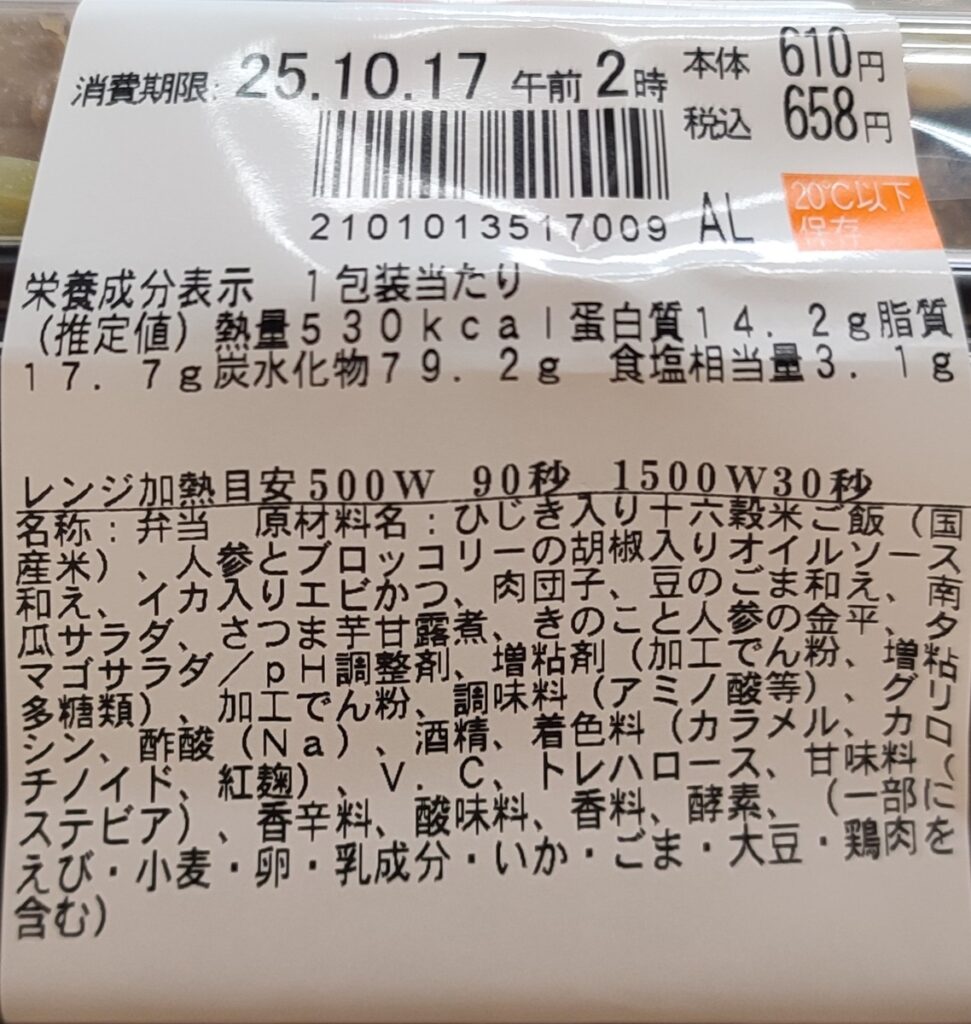 消費期限: 25.10.17 午前 2時
本体 610円
税込 658円
2101013517009 AL
20℃以下
保存
栄養成分表示 1包装当たり
(推定値) 熱量530kcal 蛋白質14.2g脂質
17.7g炭水化物79.2g 食塩相当量3.1g
レンジ加熱目安500W 90秒 1500W30秒
名称:弁当 原材料名:ひじき入り十六穀米ご飯(国
産米)、人参とブロッコリーの胡椒入りオイルソース
和え、イカ入りエビかつ、肉団子、豆のごま和え、南
瓜サラダ、さつま芋甘露煮、きのこと人参の金平、タ
マゴサラダ/pH調整剤、増粘剤(加工でん粉、増粘
多糖類)、加工でん粉、調味料(アミノ酸等)、グリ
シン、酢酸(Na)、酒精、着色料(カラメル、カロ
チノイド、紅麹)、V.C、トレハロース、甘味料(
ステビア)、香辛料、酸味料、香料、酵素、(一部に
えび・小麦・卵・乳成分・いか・ごま・大豆・鶏肉を
含む)